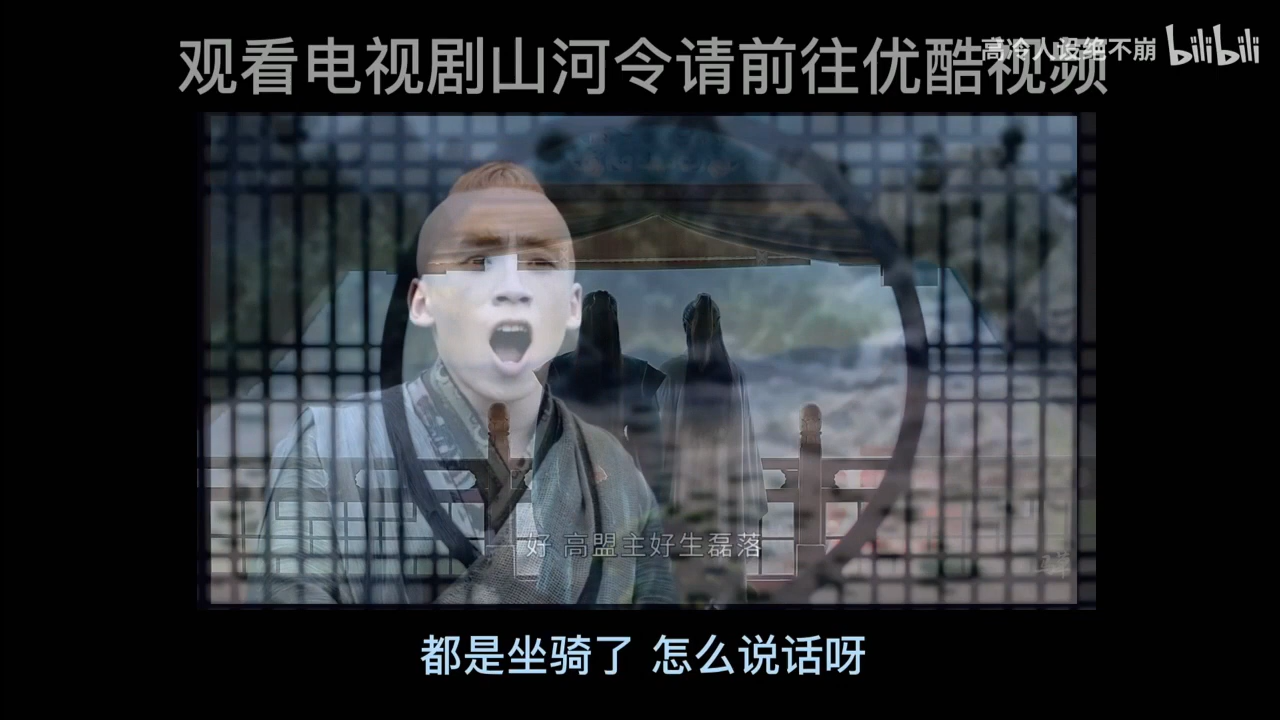 观看电视剧山河令请前往优酷视频
高冷人设绝不崩 bilibili
好 高盟主好生磊落
都是坐骑了 怎么说话呀